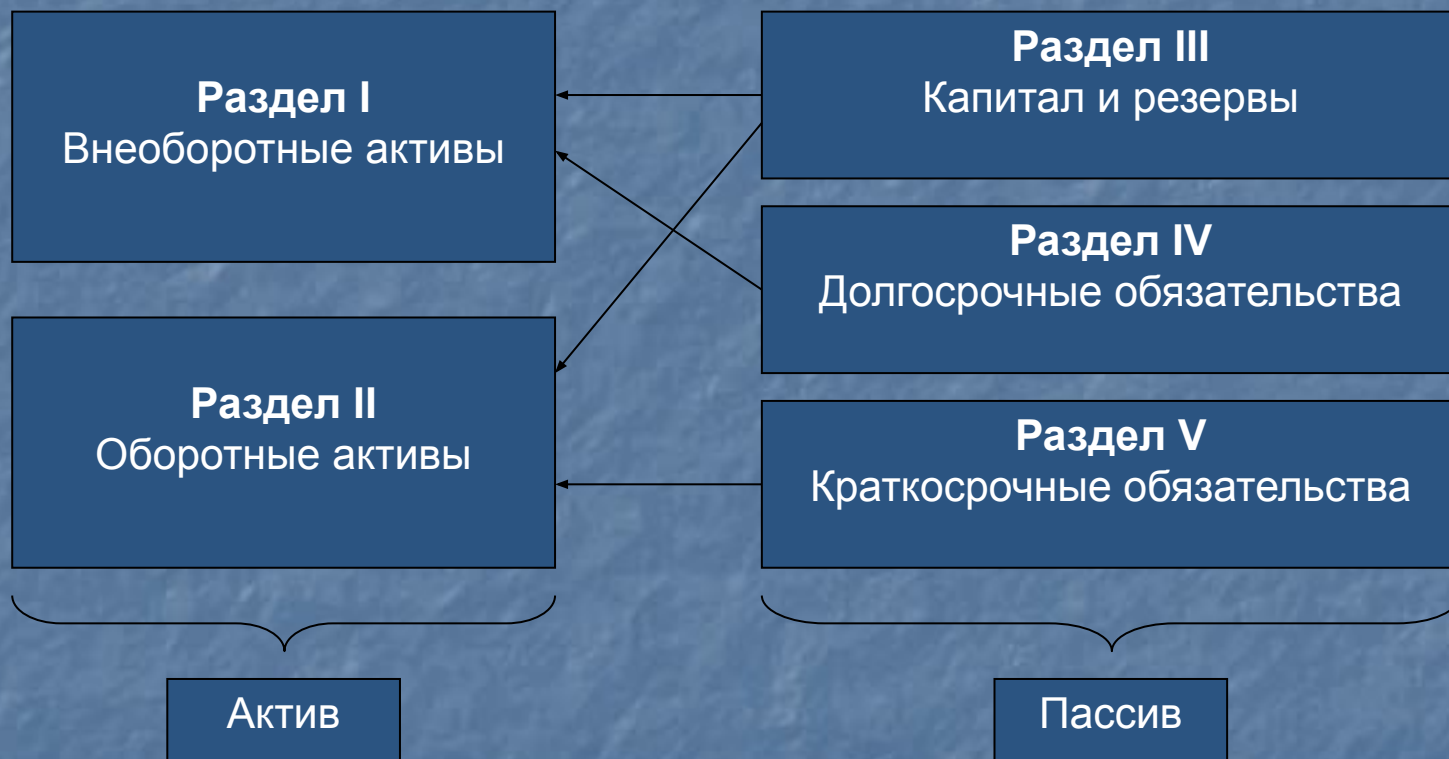 Раздел I
Внеоборотные активы
Раздел II
Оборотные активы
Актив
Раздел III
Капитал и резервы
Раздел IV
Долгосрочные обязательства
Раздел V
Краткосрочные обязательства
Пассив